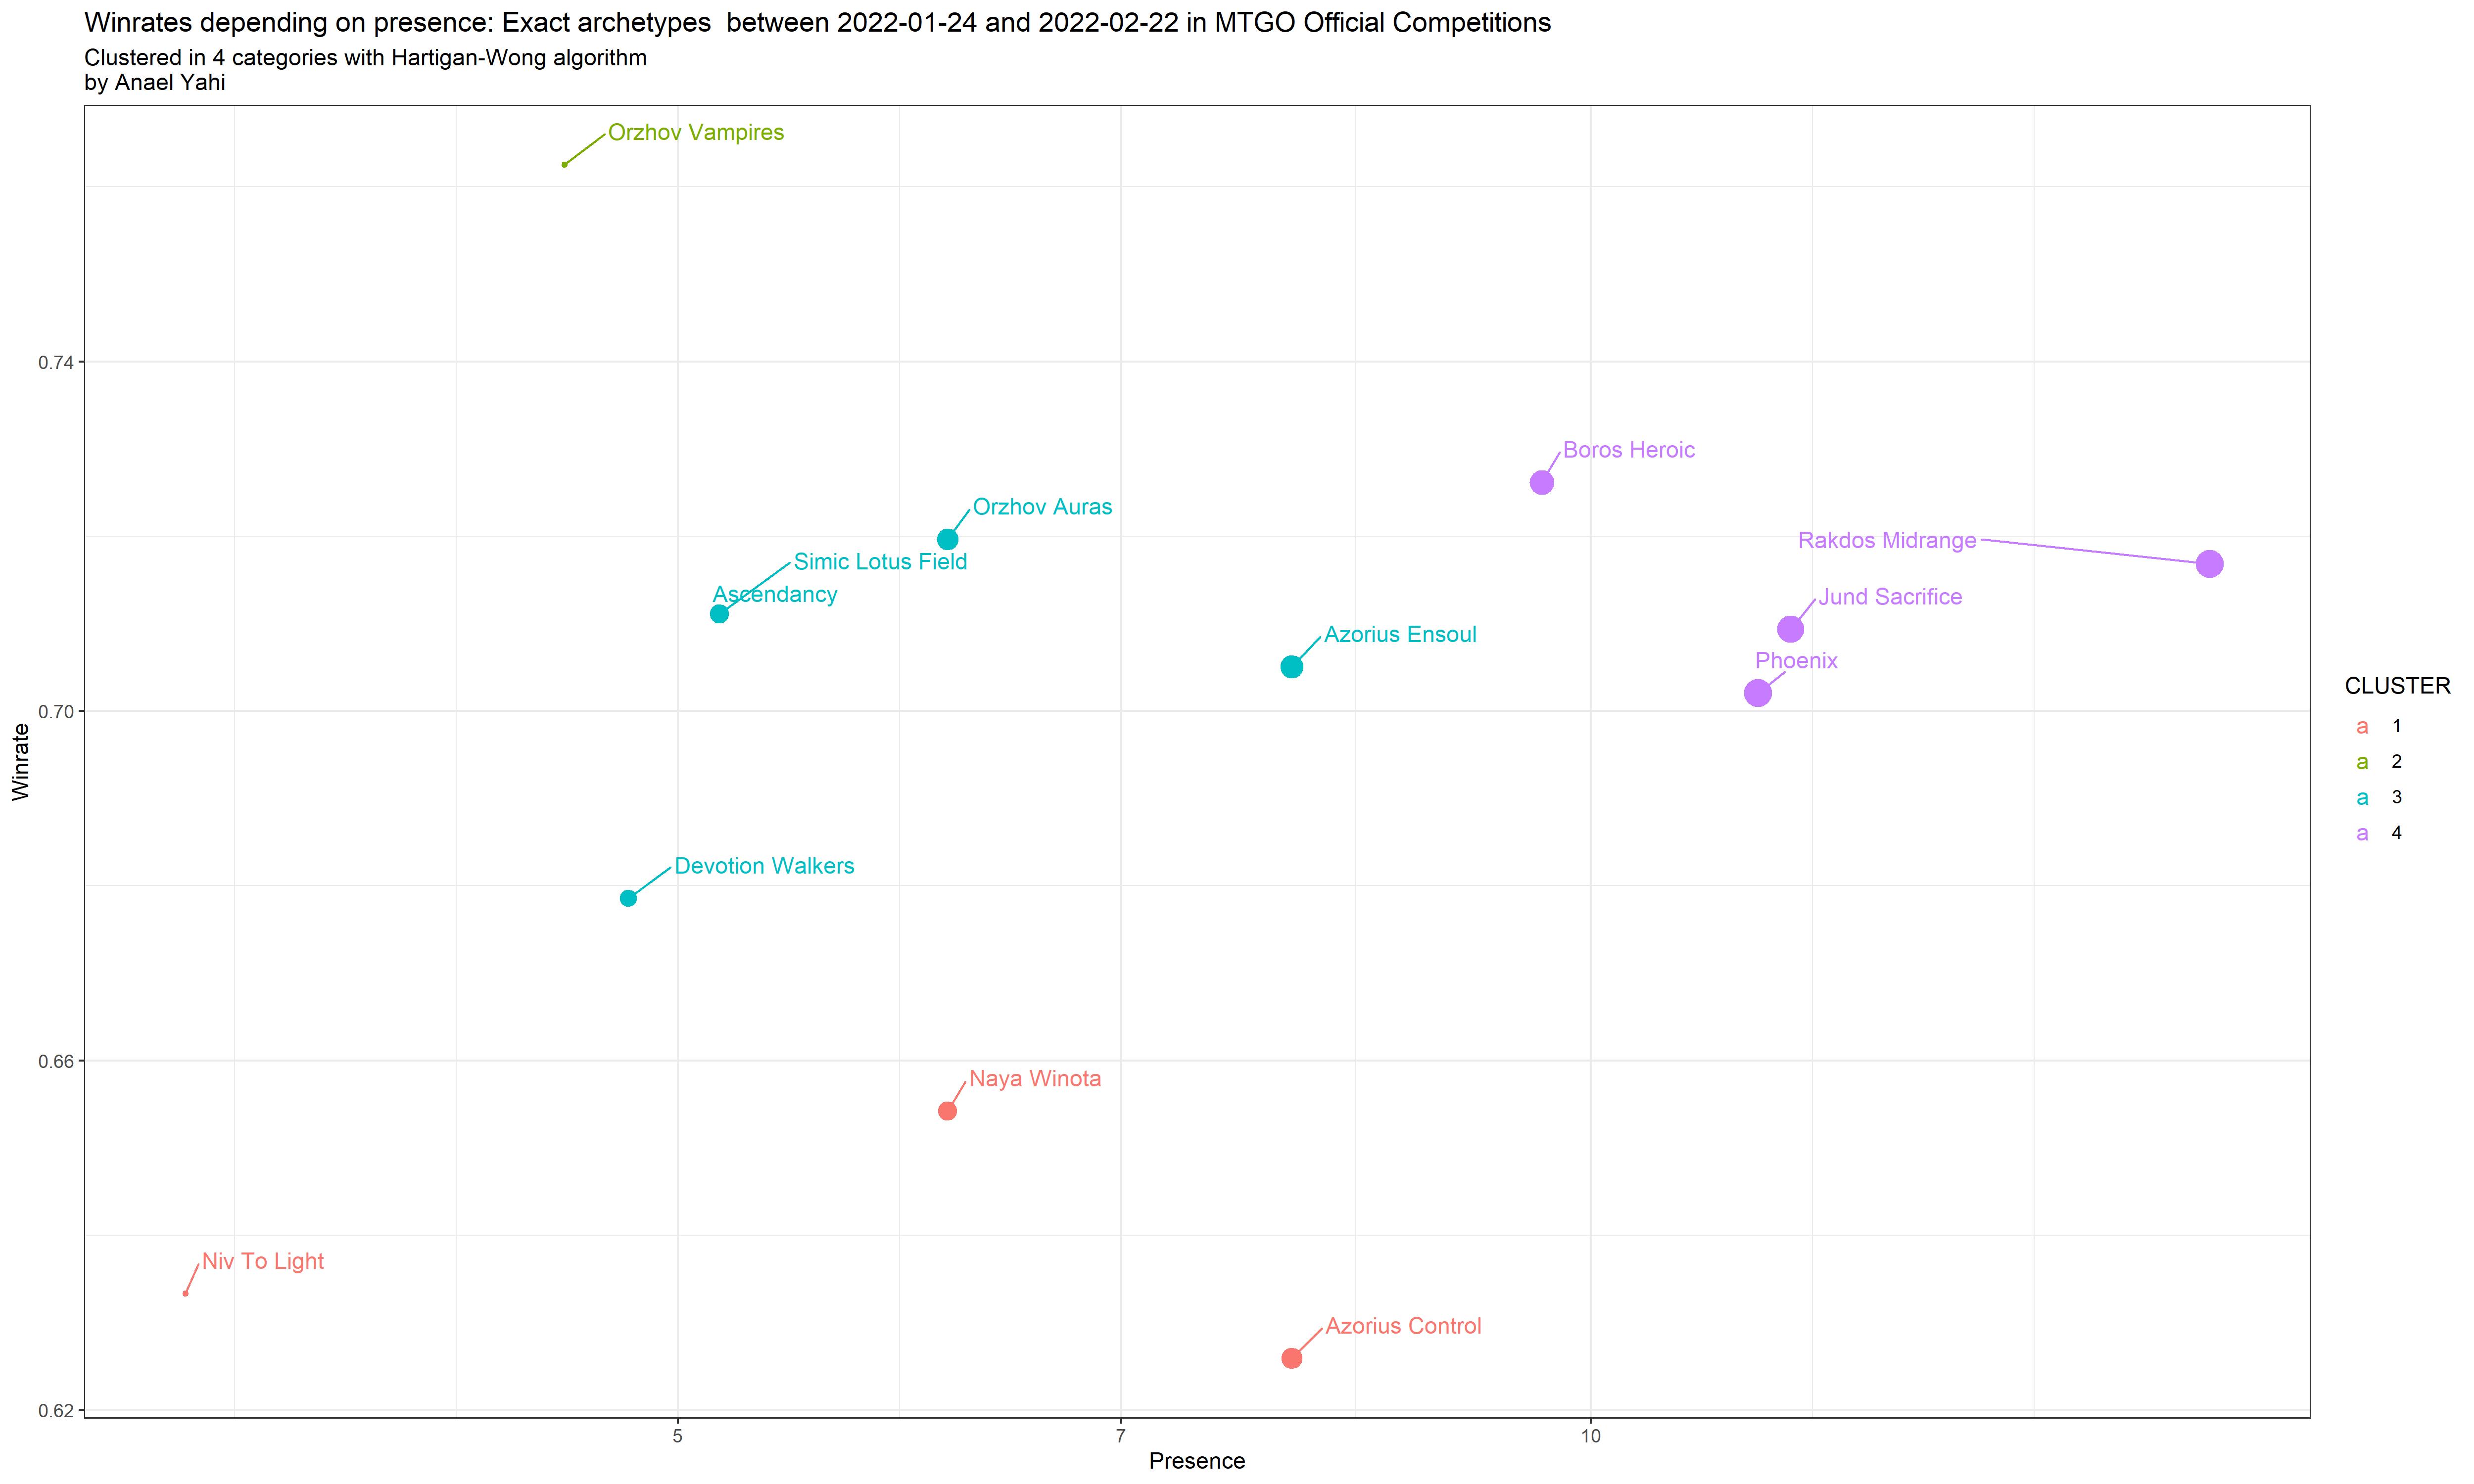 Winrates depending on presence: Exact archetypes  between 2022-01-24 and 2022-02-22 in MTGO Official Competitions
Clustered in 4 categories with Hartigan-Wong algorithm
by Anael Yahi
Orzhov Vampires
0.74
Boros Heroic
Orzhov Auras
Rakdos Midrange
Simic Lotus Field
Ascendancy
Jund Sacrifice
Azorius Ensoul
Phoenix
0.70
Winrate
CLUSTER
a 1
a 2
a 3
a 4
Devotion Walkers
0.66
Naya Winota
Niv To Light
Azorius Control
0.62
5 7 10
Presence